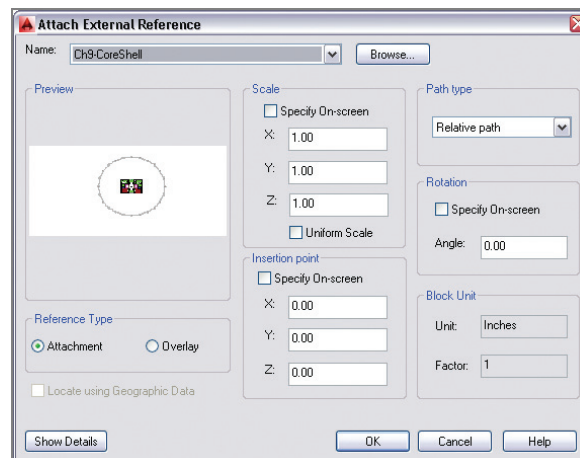 Attach External Reference
Name: Ch9-CoreShell Browse...
Preview
Reference Type
Attachment Overlay
Locate using Geographic Data
Scale
Specify On-screen
X: 1.00
Y: 1.00
Z: 1.00
Uniform Scale
Insertion point
Specify On-screen
X: 0.00
Y: 0.00
Z: 0.00
Path type
Relative path
Rotation
Specify On-screen
Angle: 0.00
Block Unit
Unit: Inches
Factor: 1
Show Details OK Cancel Help